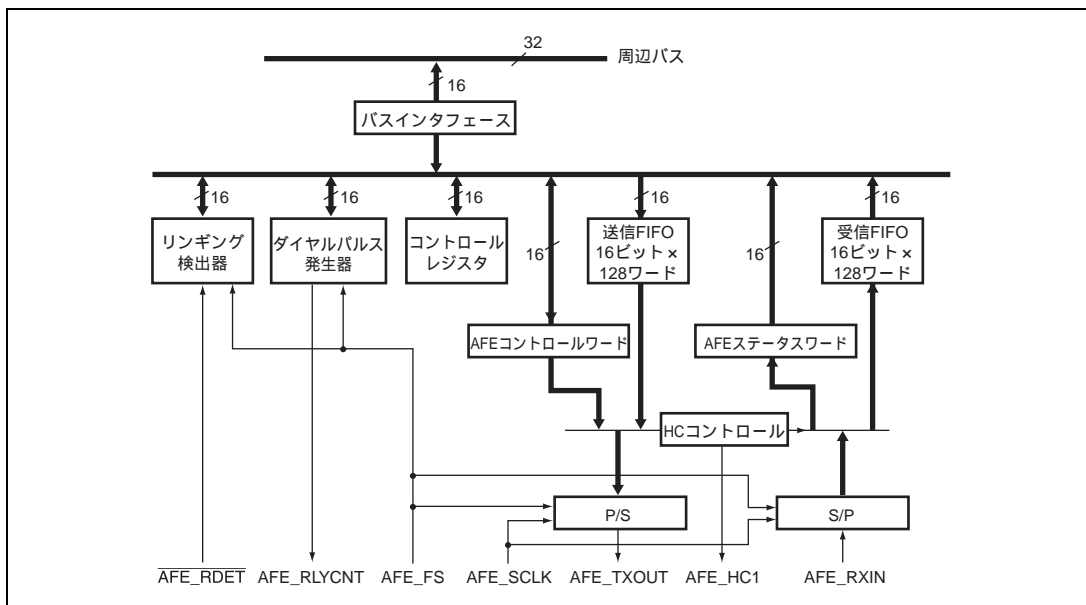 32
周辺バス
16
バスインタフェース
16
16
16
16
16
リンギング
検出器
ダイヤルパルス
発生器
コントロール
レジスタ
16
送信FIFO
16ビット×
128ワード
16
受信FIFO
16ビット×
128ワード
AFEコントロールワード
AFEステータスワード
HCコントロール
P/S
S/P
AFE_RDET
AFE_RLYCNT
AFE_FS
AFE_SCLK
AFE_TXOUT
AFE_HC1
AFE_RXIN